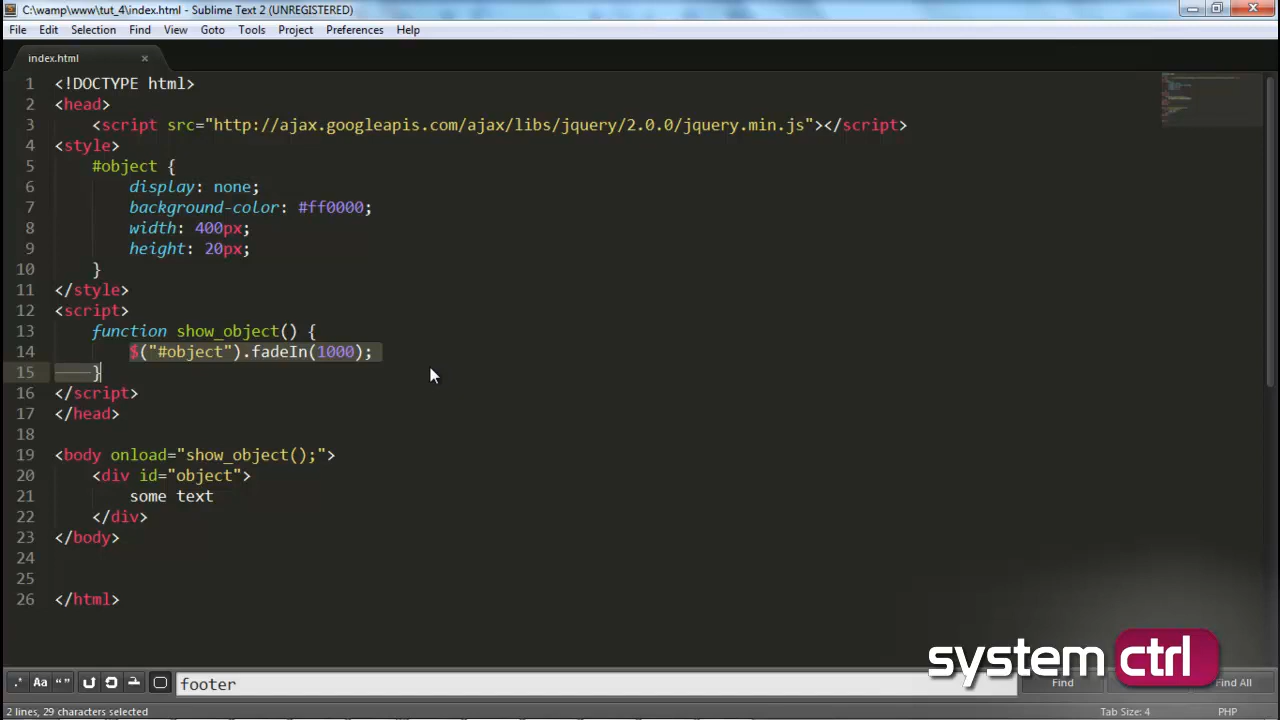 C:\wamp\www\tut_4\index.html - Sublime Text 2 (UNREGISTERED)
File Edit Selection Find View Goto Tools Project Preferences Help
index.html
1 <!DOCTYPE html>
2 <head>
3 <script src="http://ajax.googleapis.com/ajax/libs/jquery/2.0.0/jquery.min.js"></script>
4 <style>
5 #object {
6 display: none;
7 background-color: #ff0000;
8 width: 400px;
9 height: 20px;
10 }
11 </style>
12 <script>
13 function show_object() {
14 $("#object").fadeIn(1000);
15 }
16 </script>
17 </head>
18
19 <body onload="show_object();">
20 <div id="object">
21 some text
22 </div>
23 </body>
24
25
26 </html>
system ctrl
.* Aa “” footer Find Find All
2 lines, 29 characters selected Tab Size: 4 PHP